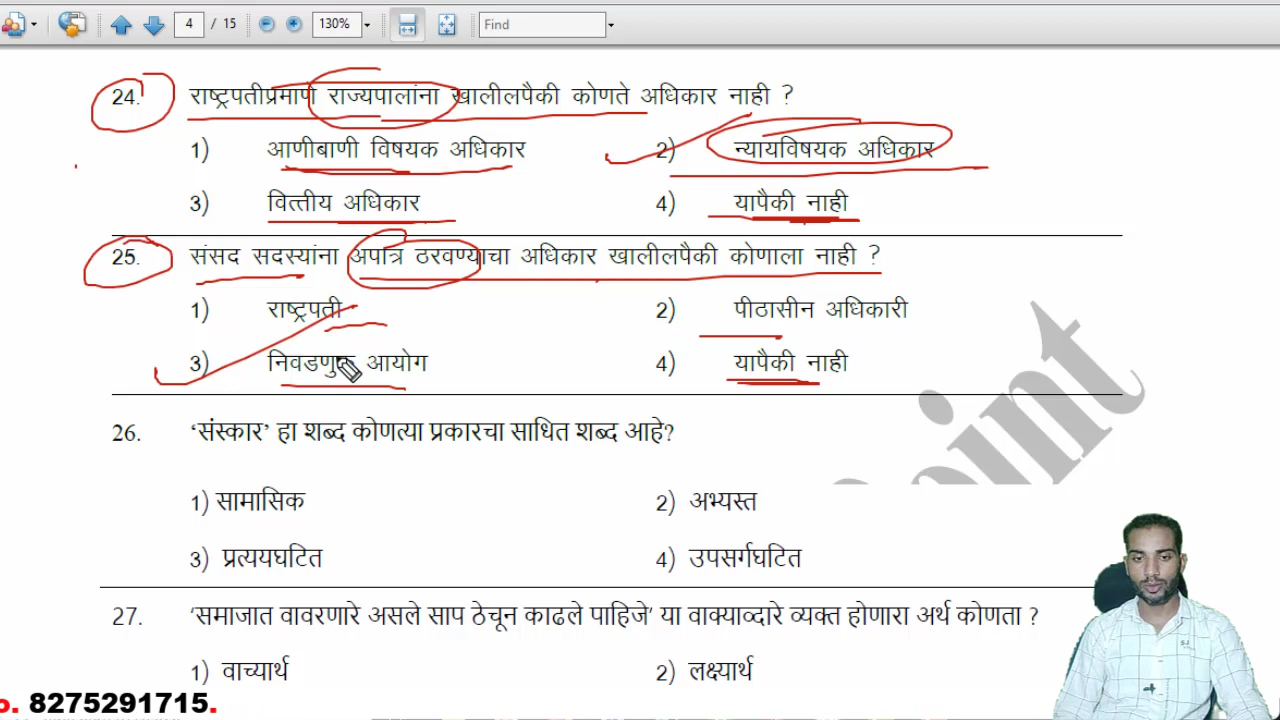 4 / 15 130% Find
24. राष्ट्रपतीप्रमाणे राज्यपालांना खालीलपैकी कोणते अधिकार नाही ?
1) आणीबाणी विषयक अधिकार 2) न्यायविषयक अधिकार
3) वित्तीय अधिकार 4) यापैकी नाही
25. संसद सदस्यांना अपात्र ठरवण्याचा अधिकार खालीलपैकी कोणाला नाही ?
1) राष्ट्रपती 2) पीठासीन अधिकारी
3) निवडणुक आयोग 4) यापैकी नाही
26. ‘संस्कार’ हा शब्द कोणत्या प्रकारचा साधित शब्द आहे?
1) सामासिक 2) अभ्यस्त
3) प्रत्ययघटित 4) उपसर्गघटित
27. ‘समाजात वावरणारे असले साप ठेचून काढले पाहिजे’ या वाक्याव्दारे व्यक्त होणारा अर्थ कोणता ?
1) वाच्यार्थ 2) लक्ष्यार्थ
o. 8275291715.
Point